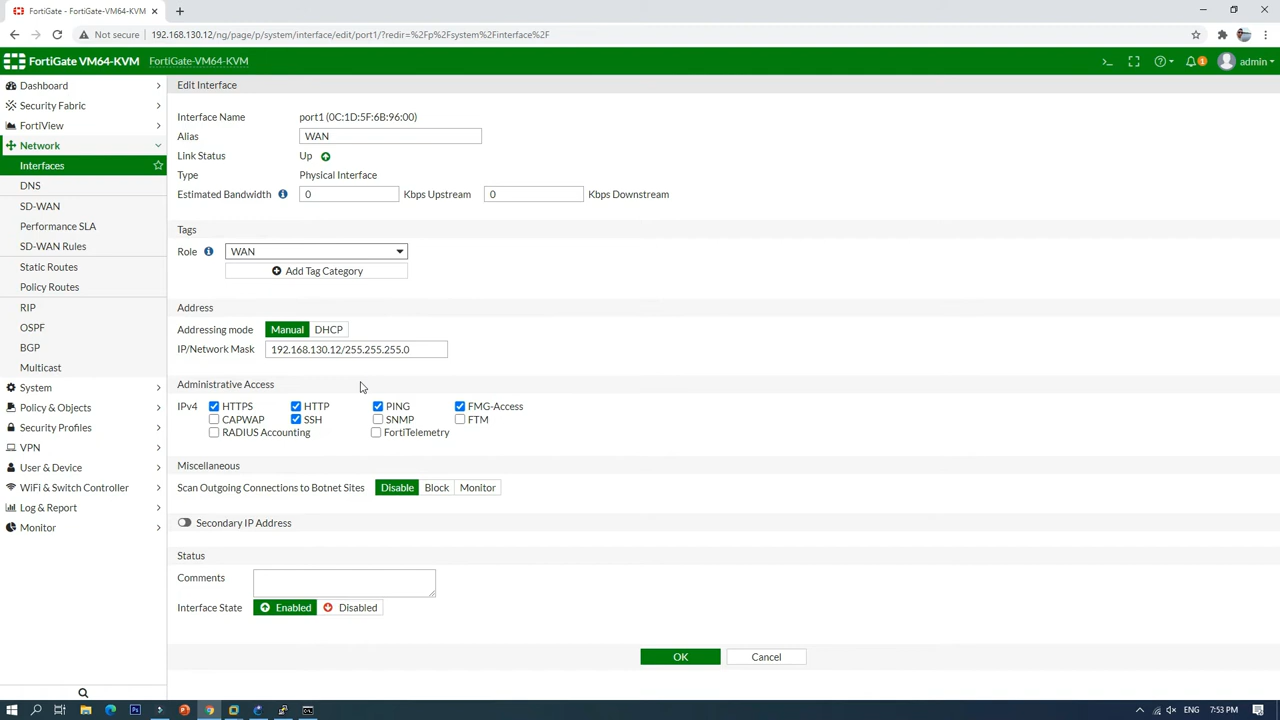 FortiGate - FortiGate-VM64-KVM
Not secure 192.168.130.12/ng/page/p/system/interface/edit/port1/?redir=%2Fp%2Fsystem%2Finterface%2F
FortiGate VM64-KVM FortiGate-VM64-KVM 1 admin
Dashboard
Security Fabric
FortiView
Network
Interfaces
DNS
SD-WAN
Performance SLA
SD-WAN Rules
Static Routes
Policy Routes
RIP
OSPF
BGP
Multicast
System
Policy & Objects
Security Profiles
VPN
User & Device
WiFi & Switch Controller
Log & Report
Monitor
Edit Interface
Interface Name port1 (0C:1D:5F:6B:96:00)
Alias WAN
Link Status Up
Type Physical Interface
Estimated Bandwidth 0 Kbps Upstream 0 Kbps Downstream
Tags
Role WAN
Add Tag Category
Address
Addressing mode Manual DHCP
IP/Network Mask 192.168.130.12/255.255.255.0
Administrative Access
IPv4 HTTPS HTTP PING FMG-Access
CAPWAP SSH SNMP FTM
RADIUS Accounting FortiTelemetry
Miscellaneous
Scan Outgoing Connections to Botnet Sites Disable Block Monitor
Secondary IP Address
Status
Comments
Interface State Enabled Disabled
OK Cancel
ENG 7:53 PM